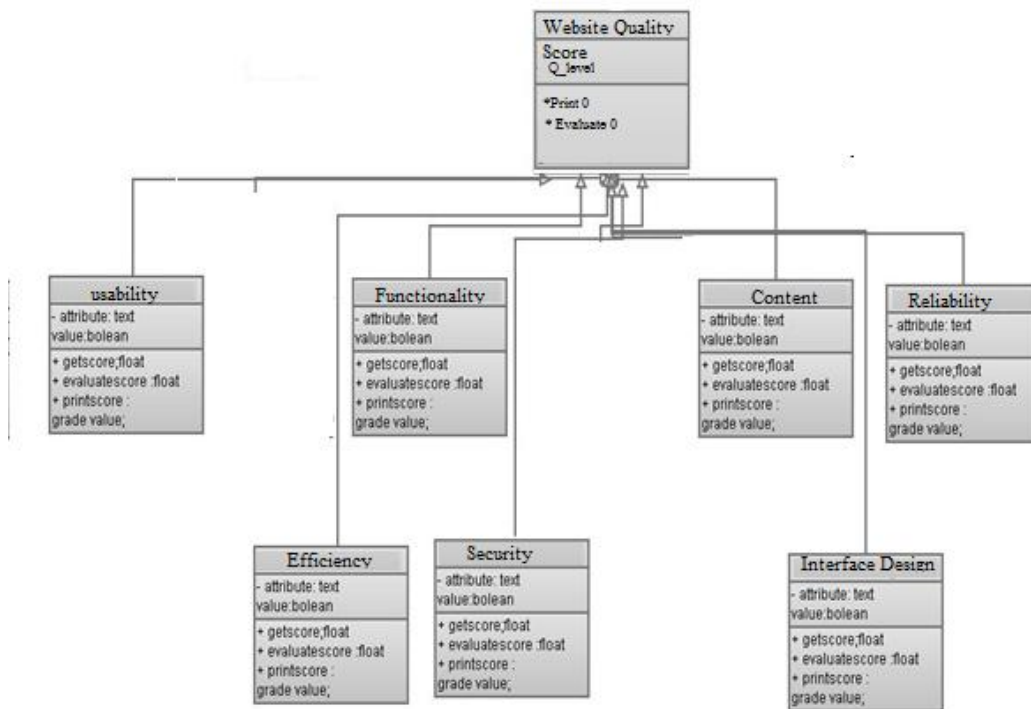 Website Quality
Score
Q_level
*Print 0
* Evaluate 0
usability
- attribute: text
value:bolean
+ getscore;float
+ evaluatescore :float
+ printscore :
grade value;
Functionality
- attribute: text
value:bolean
+ getscore;float
+ evaluatescore :float
+ printscore :
grade value;
Content
- attribute: text
value:bolean
+ getscore;float
+ evaluatescore :float
+ printscore :
grade value;
Reliability
- attribute: text
value:bolean
+ getscore;float
+ evaluatescore :float
+ printscore :
grade value;
Efficiency
- attribute: text
value:bolean
+ getscore;float
+ evaluatescore :float
+ printscore :
grade value;
Security
- attribute: text
value:bolean
+ getscore;float
+ evaluatescore :float
+ printscore :
grade value;
Interface Design
- attribute: text
value:bolean
+ getscore;float
+ evaluatescore :float
+ printscore :
grade value;